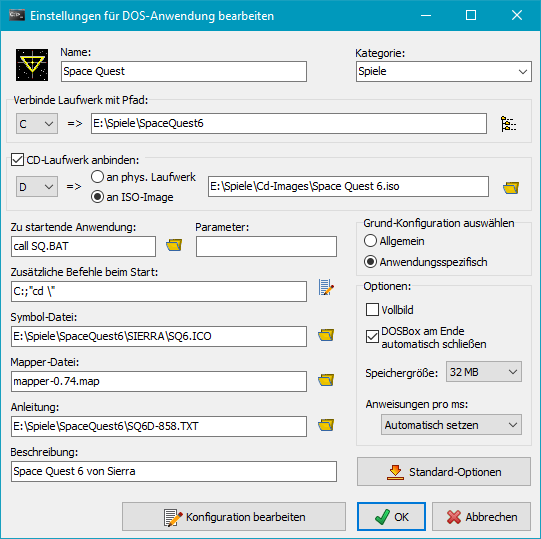 Einstellungen für DOS-Anwendung bearbeiten
Name:
Kategorie:
Space Quest
Spiele
Verbinde Laufwerk mit Pfad:
C => E:\Spiele\SpaceQuest6
CD-Laufwerk anbinden:
an phys. Laufwerk
D => an ISO-Image E:\Spiele\Cd-Images\Space Quest 6.iso
Zu startende Anwendung: Parameter:
call SQ.BAT
Zusätzliche Befehle beim Start:
C:;"cd \"
Symbol-Datei:
E:\Spiele\SpaceQuest6\SIERRA\SQ6.ICO
Mapper-Datei:
mapper-0.74.map
Anleitung:
E:\Spiele\SpaceQuest6\SQ6D-858.TXT
Beschreibung:
Space Quest 6 von Sierra
Grund-Konfiguration auswählen
Allgemein
Anwendungsspezifisch
Optionen:
Vollbild
DOSBox am Ende
automatisch schließen
Speichergröße: 32 MB
Anweisungen pro ms:
Automatisch setzen
Standard-Optionen
Konfiguration bearbeiten
OK
Abbrechen